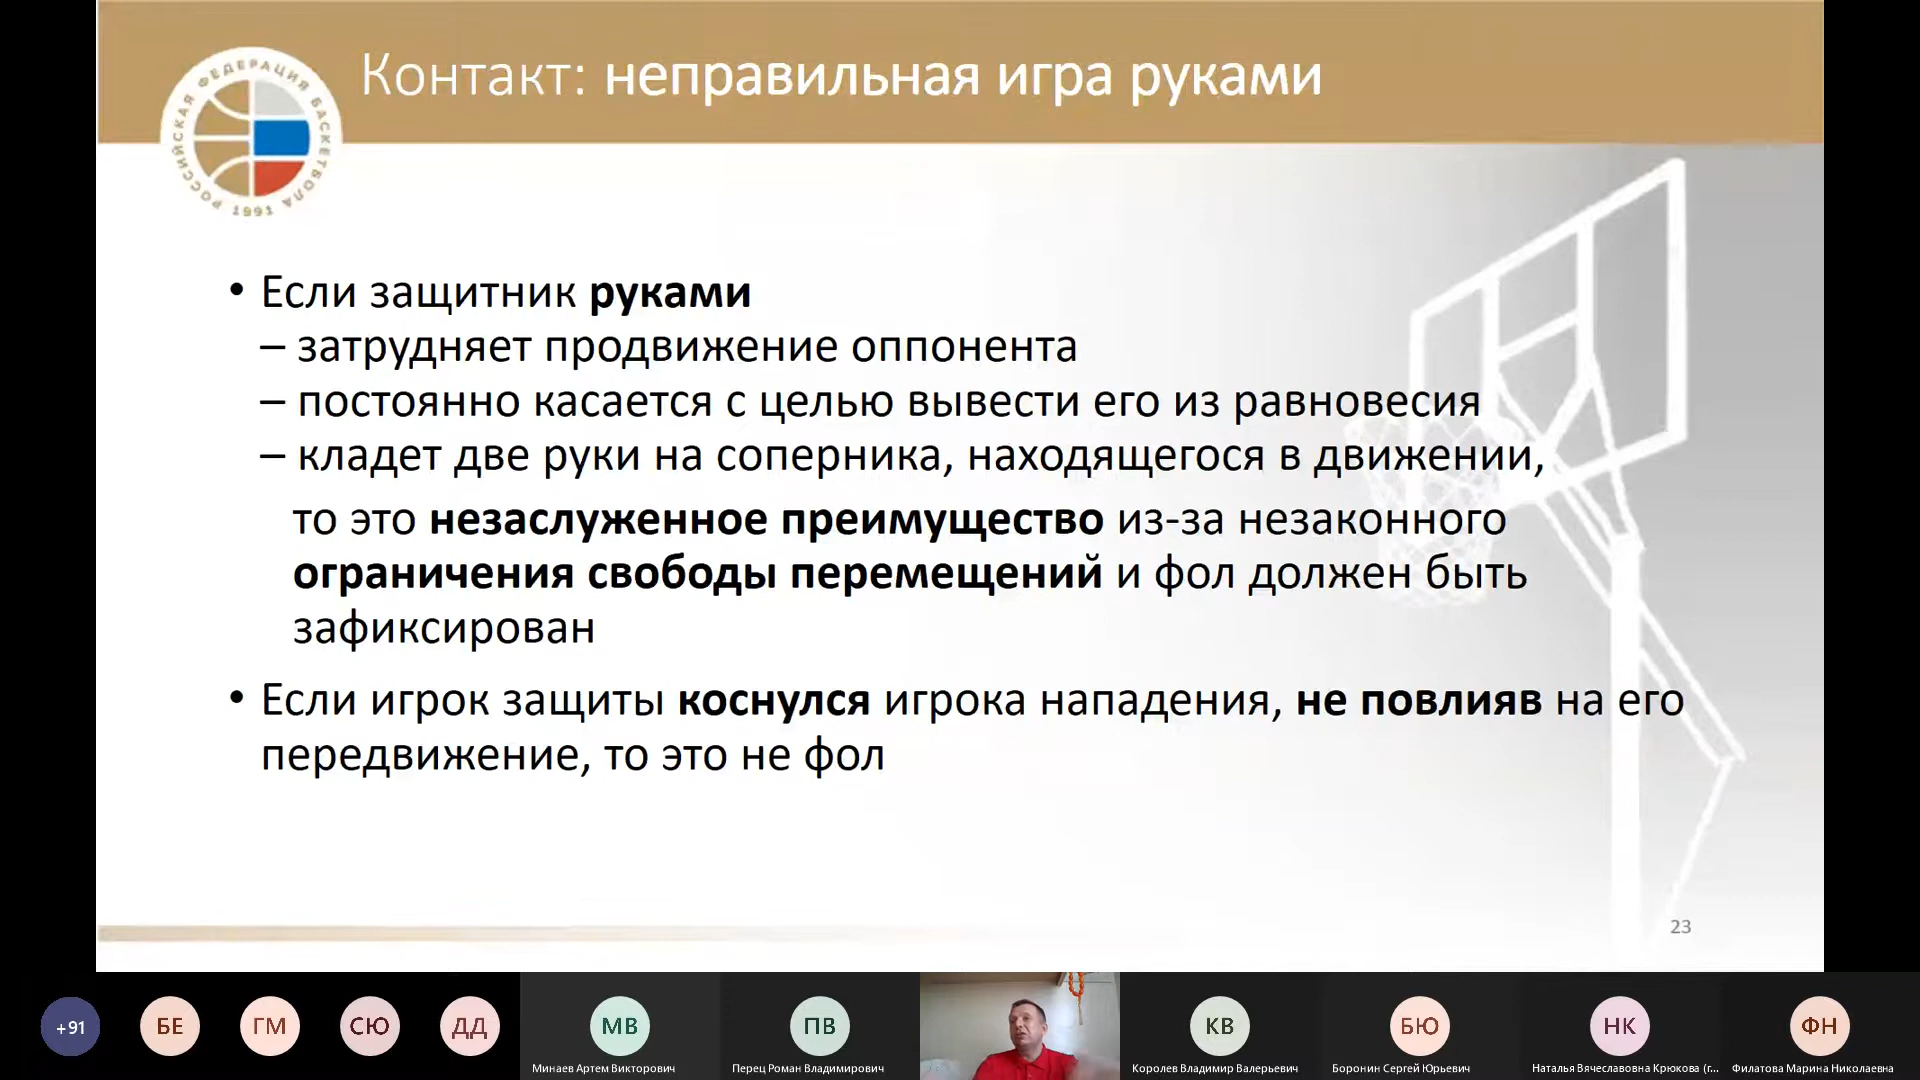 Контакт: неправильная игра руками
РОССИЙСКАЯ ФЕДЕРАЦИЯ БАСКЕТБОЛА
1991
• Если защитник руками
– затрудняет продвижение оппонента
– постоянно касается с целью вывести его из равновесия
– кладет две руки на соперника, находящегося в движении,
то это незаслуженное преимущество из-за незаконного
ограничения свободы перемещений и фол должен быть
зафиксирован
• Если игрок защиты коснулся игрока нападения, не повлияв на его
передвижение, то это не фол
23
+91
БЕ
ГМ
СЮ
ДД
МВ
ПВ
КВ
БЮ
НК
ФН
Минаев Артем Викторович
Перец Роман Владимирович
Королев Владимир Валерьевич
Боронин Сергей Юрьевич
Наталья Вячеславовна Крюкова (г...
Филатова Марина Николаевна